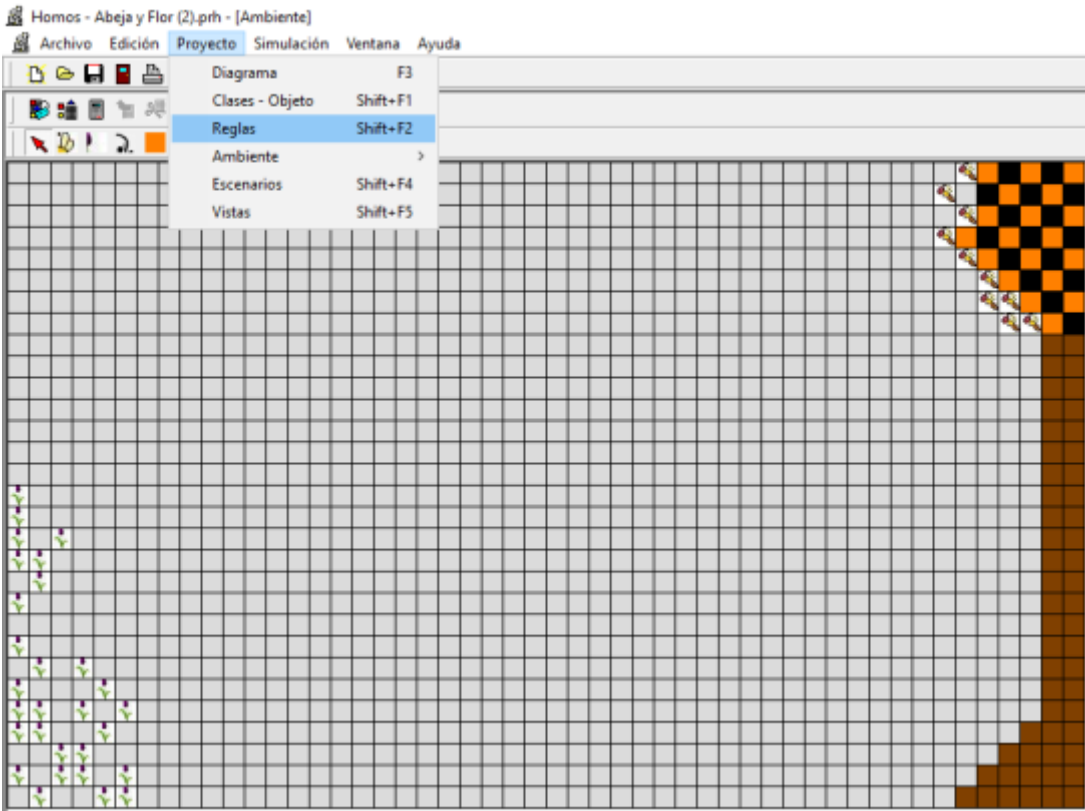 Homos - Abeja y Flor (2).prh - [Ambiente]
Archivo Edición Proyecto Simulación Ventana Ayuda
Diagrama F3
Clases - Objeto Shift+F1
Reglas Shift+F2
Ambiente >
Escenarios Shift+F4
Vistas Shift+F5